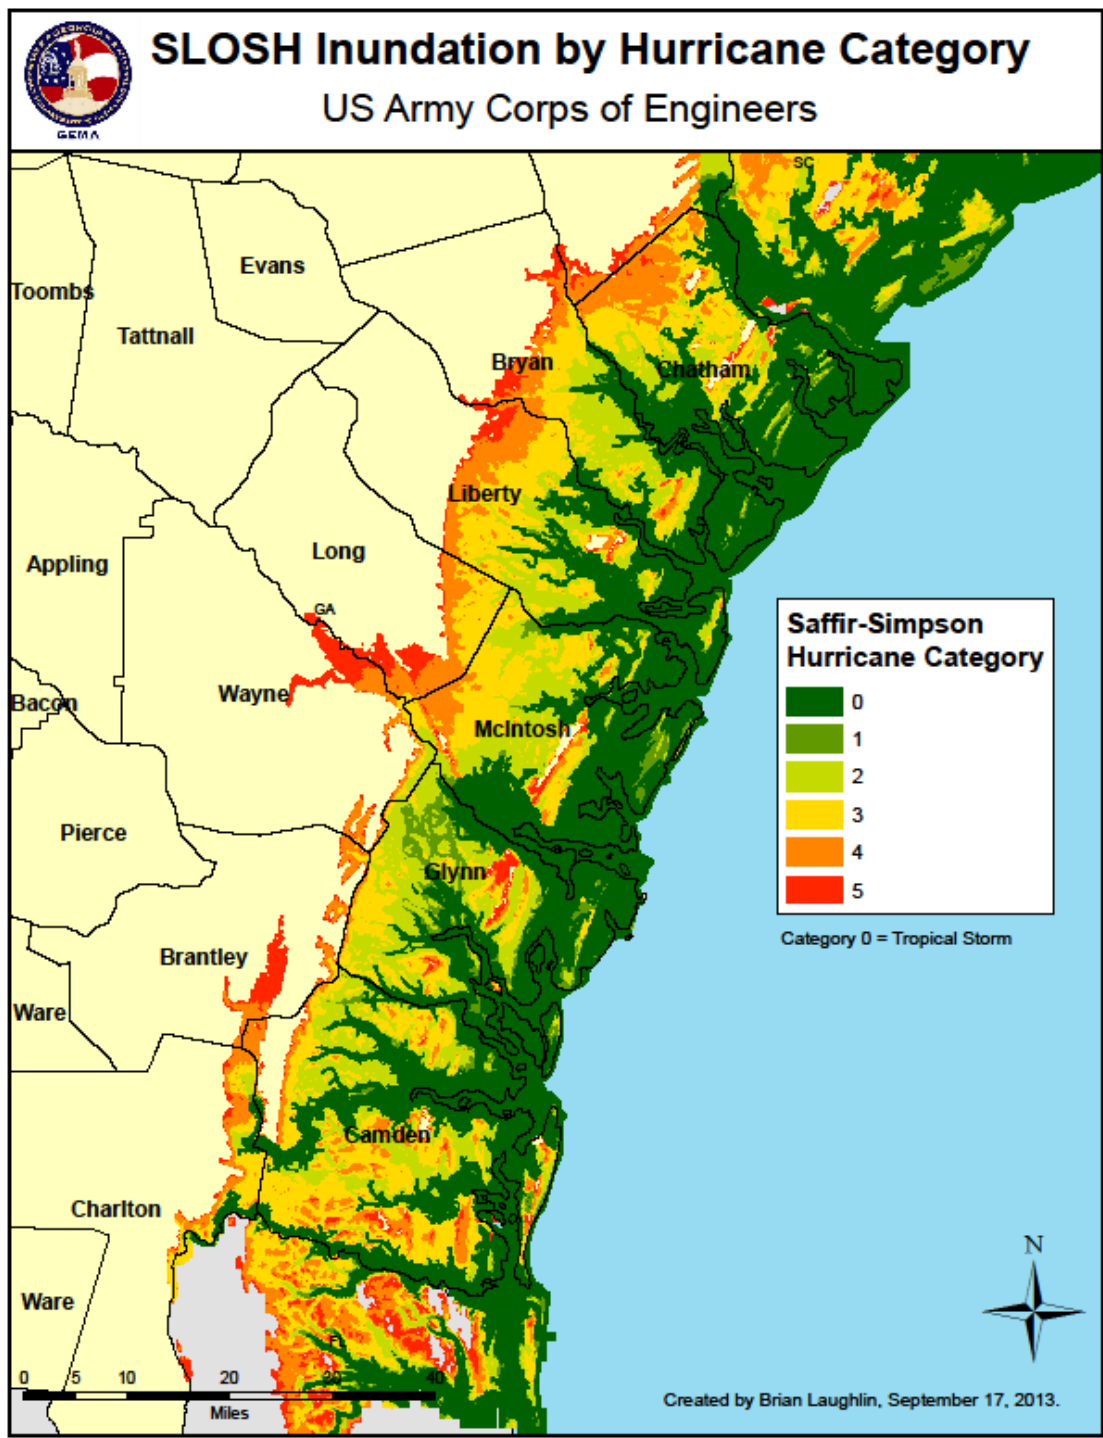 SLOSH Inundation by Hurricane Category
US Army Corps of Engineers
GEMA
SC
Evans
Toombs
Tattnall
Bryan
Chatham
Liberty
Long
Appling
GA
Wayne
Bacon
McIntosh
Pierce
Glynn
Brantley
Ware
Camden
Charlton
Ware
FL
Saffir-Simpson
Hurricane Category
0
1
2
3
4
5
Category 0 = Tropical Storm
N
0 5 10 20 30 40
Miles
Created by Brian Laughlin, September 17, 2013.